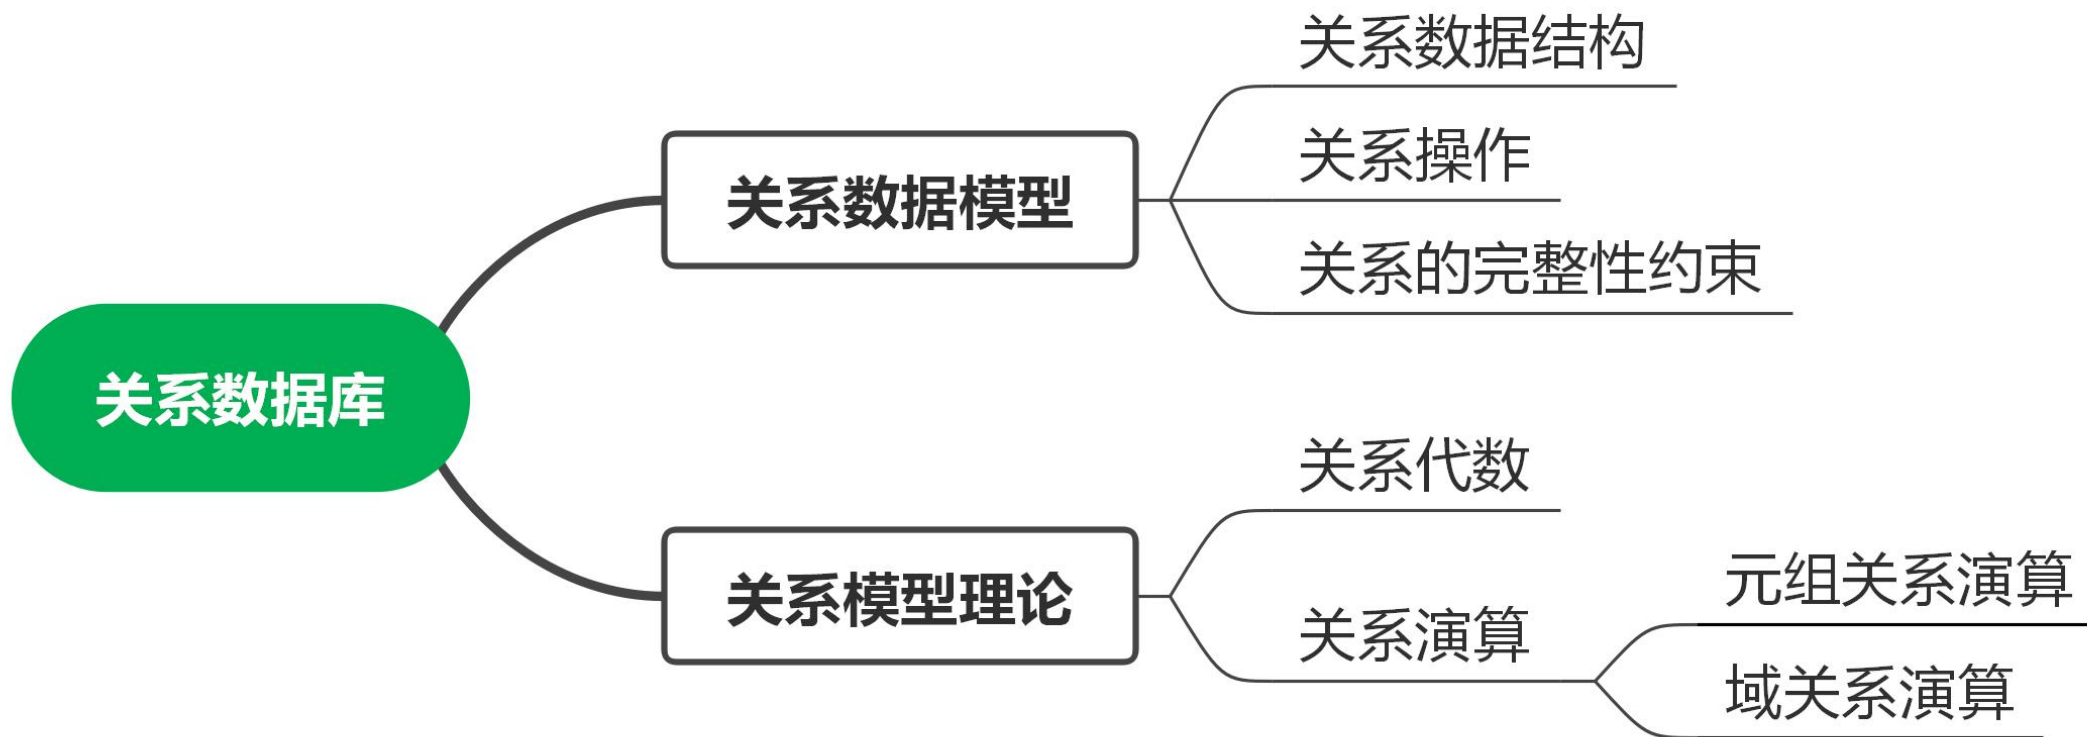 关系数据库
关系数据模型
关系数据结构
关系操作
关系的完整性约束
关系模型理论
关系代数
关系演算
元组关系演算
域关系演算